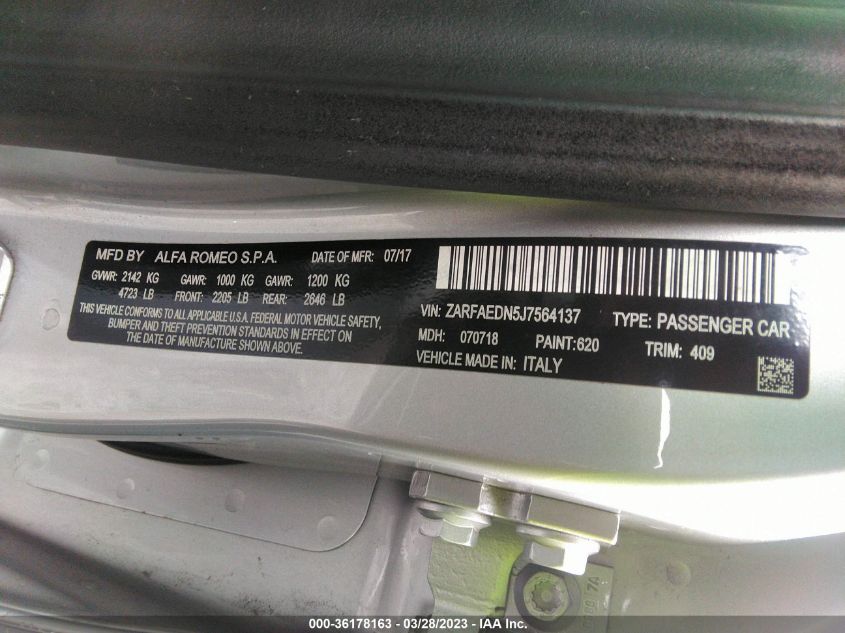 MFD BY ALFA ROMEO S.P.A. DATE OF MFR: 07/17
GVWR: 2142 KG GAWR: 1000 KG GAWR: 1200 KG
4723 LB FRONT: 2205 LB REAR: 2646 LB
THIS VEHICLE CONFORMS TO ALL APPLICABLE U.S.A. FEDERAL MOTOR VEHICLE SAFETY,
BUMPER AND THEFT PREVENTION STANDARDS IN EFFECT ON
THE DATE OF MANUFACTURE SHOWN ABOVE.
VIN: ZARFAEDN5J7564137 TYPE: PASSENGER CAR
MDH: 070718 PAINT:620 TRIM: 409
VEHICLE MADE IN: ITALY
000-36178163 - 03/28/2023 - IAA Inc.